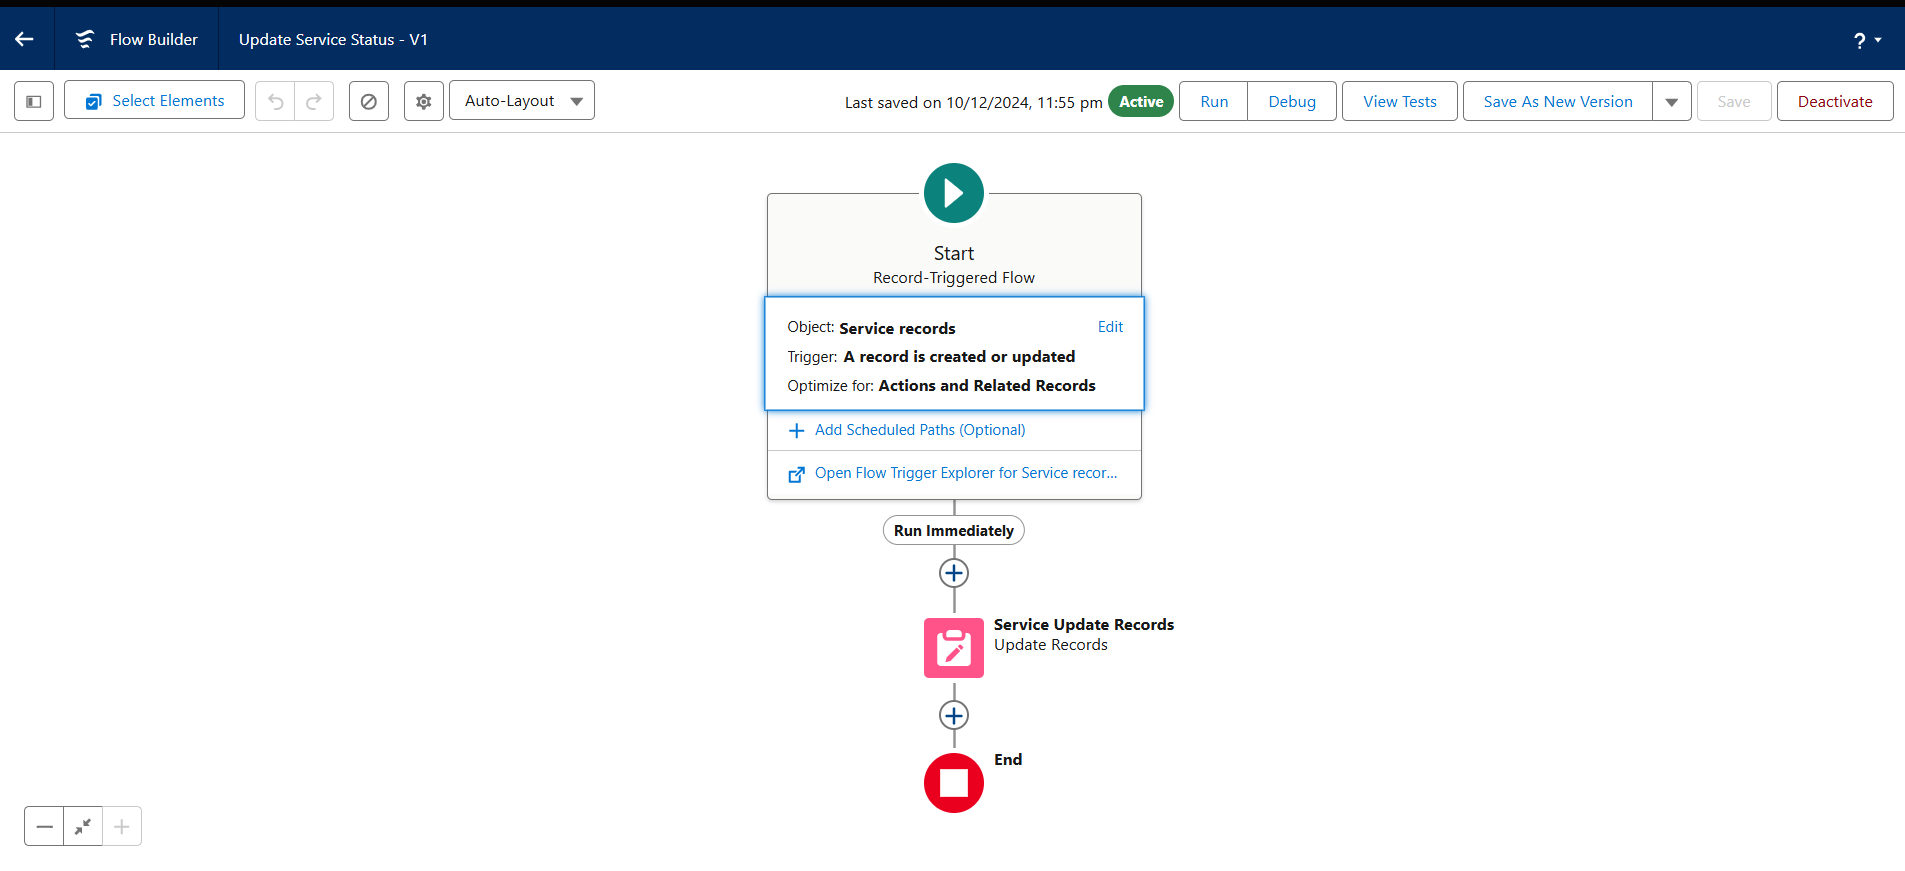 Flow Builder
Update Service Status - V1
?
Select Elements
Auto-Layout
Last saved on 10/12/2024, 11:55 pm
Active
Run
Debug
View Tests
Save As New Version
Save
Deactivate
Start
Record-Triggered Flow
Object: Service records
Edit
Trigger: A record is created or updated
Optimize for: Actions and Related Records
Add Scheduled Paths (Optional)
Open Flow Trigger Explorer for Service recor...
Run Immediately
Service Update Records
Update Records
End